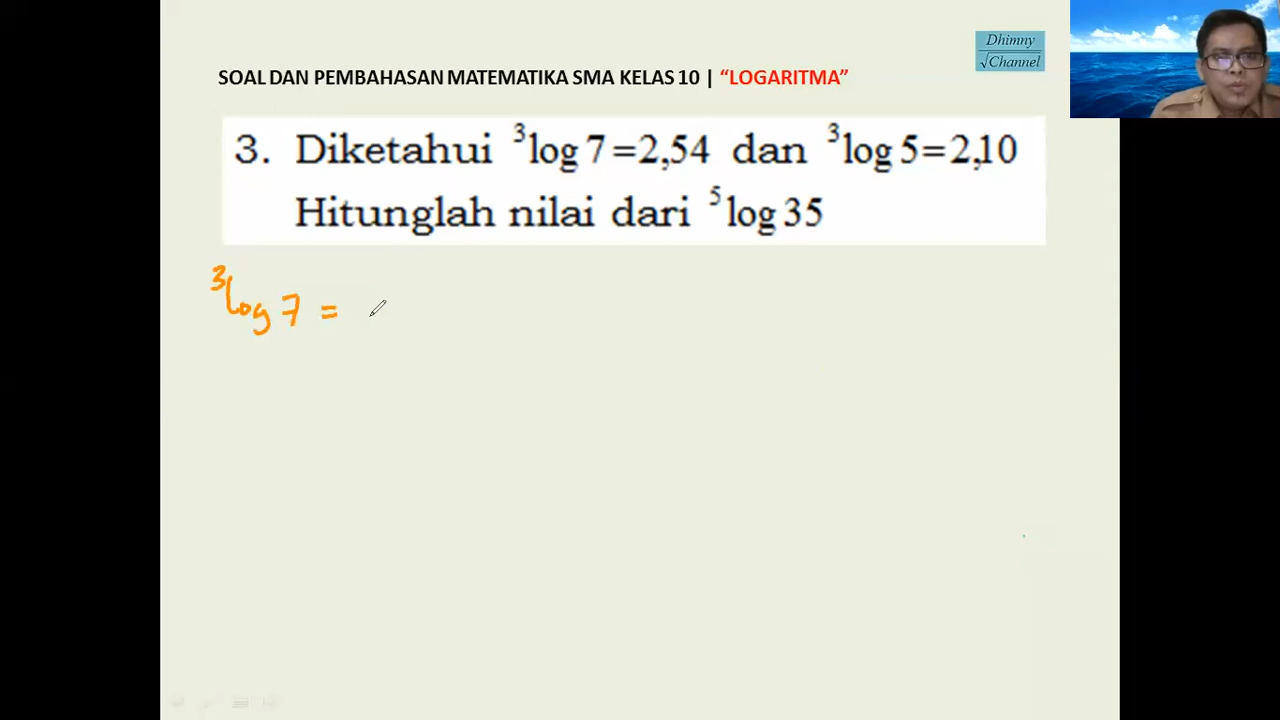 Dhimny
√Channel
SOAL DAN PEMBAHASAN MATEMATIKA SMA KELAS 10 | “LOGARITMA”
3. Diketahui ³log 7=2,54 dan ³log 5=2,10
Hitunglah nilai dari ⁵log 35
³log 7 =